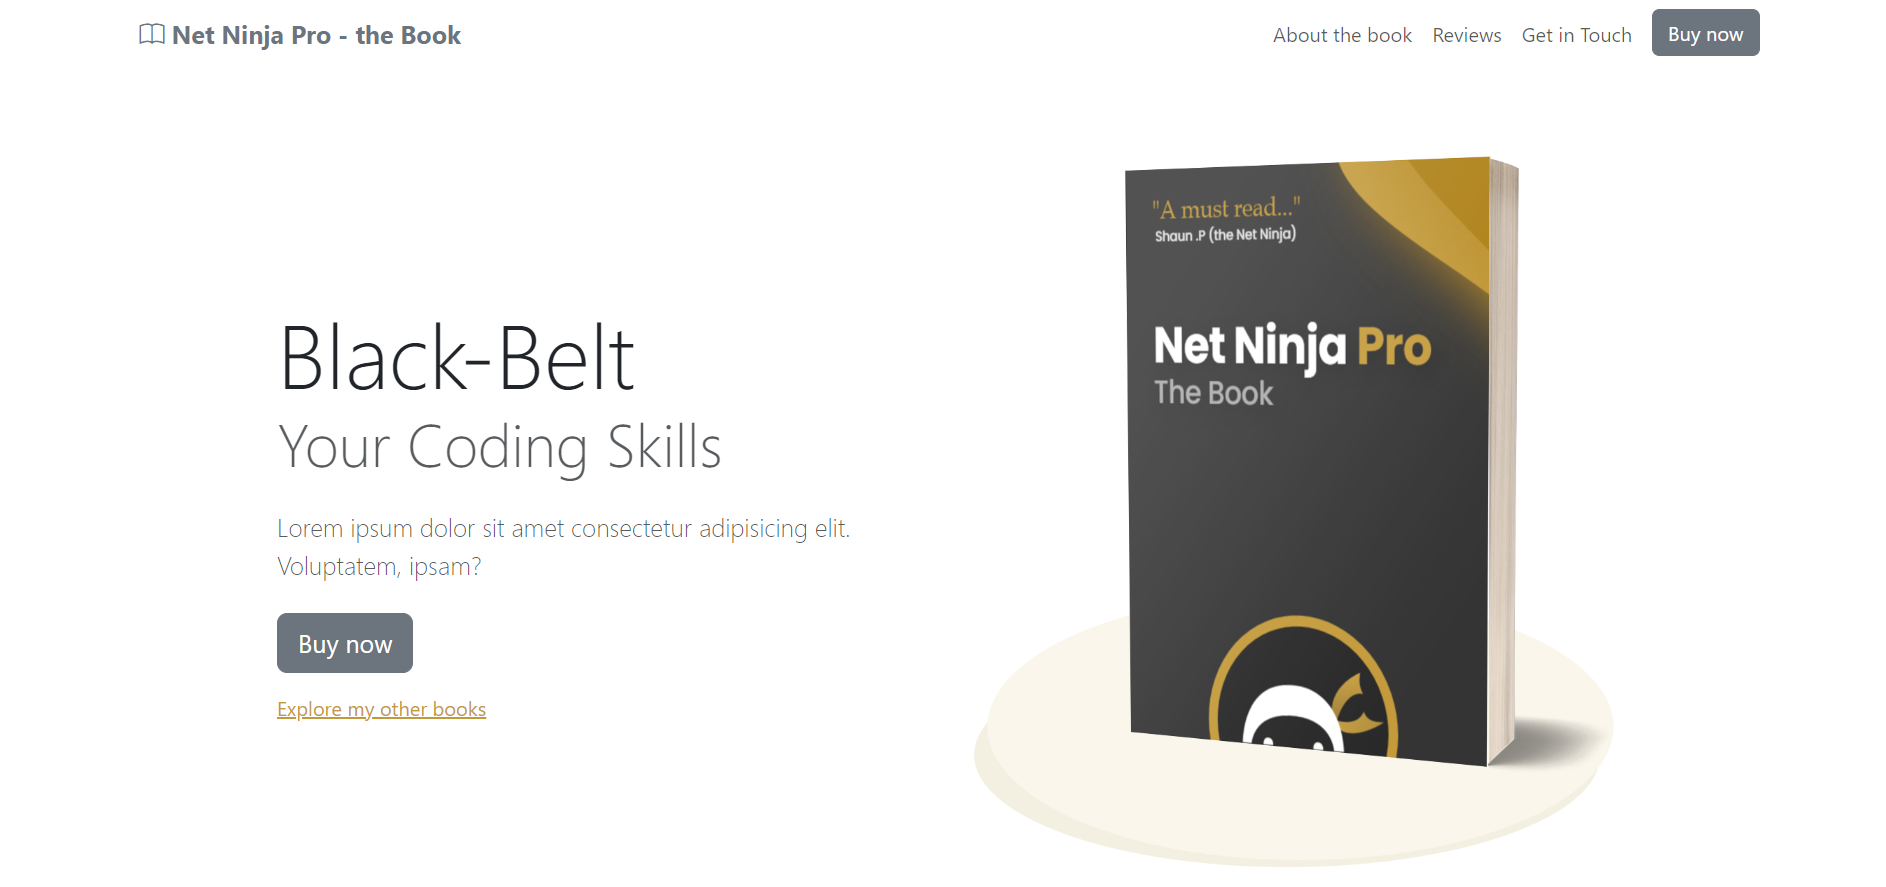 Net Ninja Pro - the Book
About the book
Reviews
Get in Touch
Buy now
Black-Belt
Your Coding Skills
Lorem ipsum dolor sit amet consectetur adipisicing elit.
Voluptatem, ipsam?
Buy now
Explore my other books
"A must read..."
Shaun .P (the Net Ninja)
Net Ninja Pro
The Book